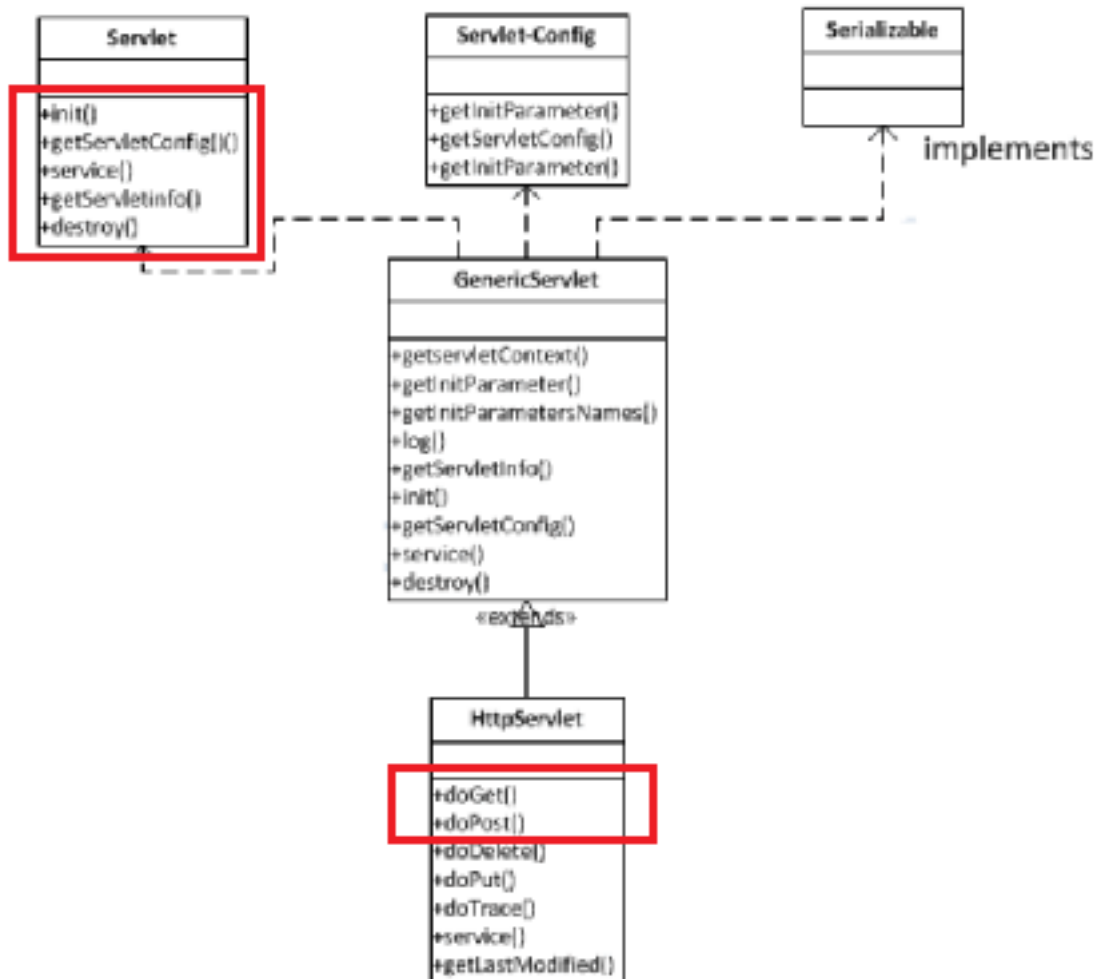 Servlet
+init()
+getServletConfig()()
+service()
+getServletinfo()
+destroy()
Servlet-Config
+getInitParameter()
+getServletConfig()
+getInitParameter()
Serializable
implements
GenericServlet
+getservletContext()
+getInitParameter()
+getInitParametersNames()
+log()
+getServletInfo()
+init()
+getServletConfig()
+service()
+destroy()
«extends»
HttpServlet
+doGet()
+doPost()
+doDelete()
+doPut()
+doTrace()
+service()
+getLastModified()